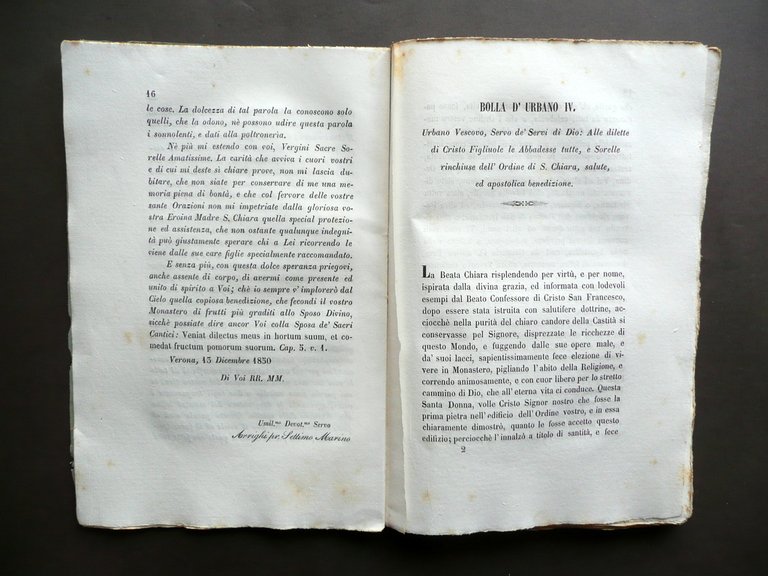 16
le cose. La dolcezza di tal parola la conoscono solo
quelli, che la odono, nè possono udire questa parola
i sounolenti, e dati alla poltroneria.
Nè più mi estendo con voi, Vergini Sacre So-
relle Amatissime. La carità che avviva i cuori vostri
e di cui mi deste sì chiare prove, non mi lascia du-
bitare, che non siate per conservare di me una me-
moria piena di bontà, e che col fervore delle vostre
sante Orazioni non mi impetriate dalla gloriosa vo-
stra Eroina Madre S. Chiara quella special protezio-
ne ed assistenza, che non ostante qualunque indegni-
tà può giustamente sperare chi a Lei ricorrendo le
viene dalle sue care figlie specialmente raccomandato.
E senza più, con questa dolce speranza priegovi,
anche assente di corpo, di avermi come presente ed
unito di spirito a Voi; chè io sempre v' implorerò dal
Cielo quella copiosa benedizione, che fecondi il vostro
Monastero di frutti più graditi allo Sposo Divino,
sicchè possiate dire ancor Voi colla Sposa de' Sacri
Cantici: Veniat dilectus meus in hortum suum, et co-
medat fructum pomorum suorum. Cap. 5. v. 1.
Verona, 15 Dicembre 1850
Di Voi RR. MM.
Umil.mo Devot.mo Servo
Arrighi pr. Settimo Marino
BOLLA D' URBANO IV.
Urbano Vescovo, Servo de' Servi di Dio: Alle dilette
di Cristo Figliuole le Abbadesse tutte, e Sorelle
rinchiuse dell' Ordine di S. Chiara, salute,
ed apostolica benedizione.
La Beata Chiara risplendendo per virtù, e per nome,
ispirata dalla divina grazia, ed informata con lodevoli
esempi dal Beato Confessore di Cristo San Francesco,
dopo essere stata istruita con salutifere dottrine, ac-
ciocchè nella purità del chiaro candore della Castità si
conservasse pel Signore, disprezzate le ricchezze di
questo Mondo, e fuggendo dalle sue opere male, e
da' suoi lacci, sapientissimamente fece elezione di vi-
vere in Monastero, pigliando l' abito della Religione, e
correndo animosamente, e con cuor libero per lo stretto
cammino di Dio, che all' eterna vita ci conduce. Questa
Santa Donna, volle Cristo Signor nostro che fosse la
prima pietra nell' edificio dell' Ordine vostro, e in essa
chiaramente dimostrò, quanto le fosse accetto questo
edifizio; perciocchè l' innalzò a titolo di santità, e fece
2